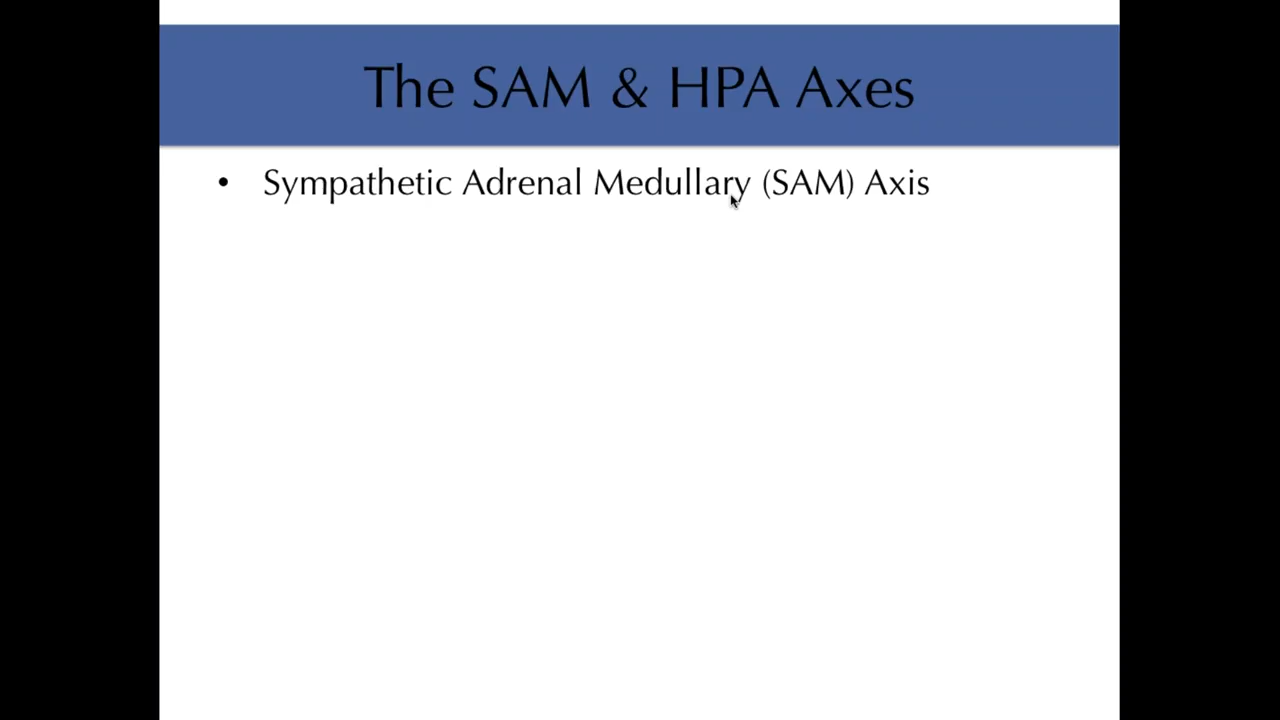 The SAM & HPA Axes
• Sympathetic Adrenal Medullary (SAM) Axis